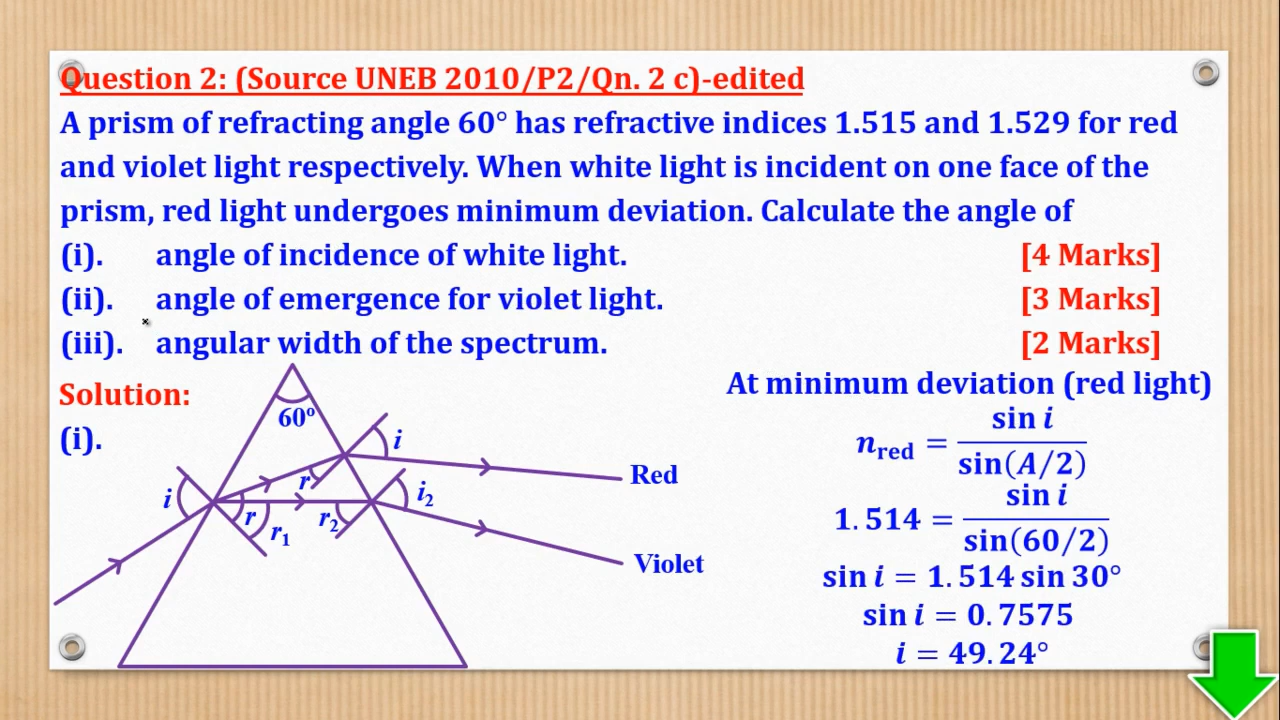 Question 2: (Source UNEB 2010/P2/Qn. 2 c)-edited
A prism of refracting angle 60° has refractive indices 1.515 and 1.529 for red
and violet light respectively. When white light is incident on one face of the
prism, red light undergoes minimum deviation. Calculate the angle of
(i). angle of incidence of white light. [4 Marks]
(ii). angle of emergence for violet light. [3 Marks]
(iii). angular width of the spectrum. [2 Marks]
Solution:
(i).
60º
i
r
r₁
r
r₂
i
i₂
Red
Violet
At minimum deviation (red light)
n_red = sin i / sin(A/2)
1.514 = sin i / sin(60/2)
sin i = 1.514 sin 30°
sin i = 0.7575
i = 49.24°